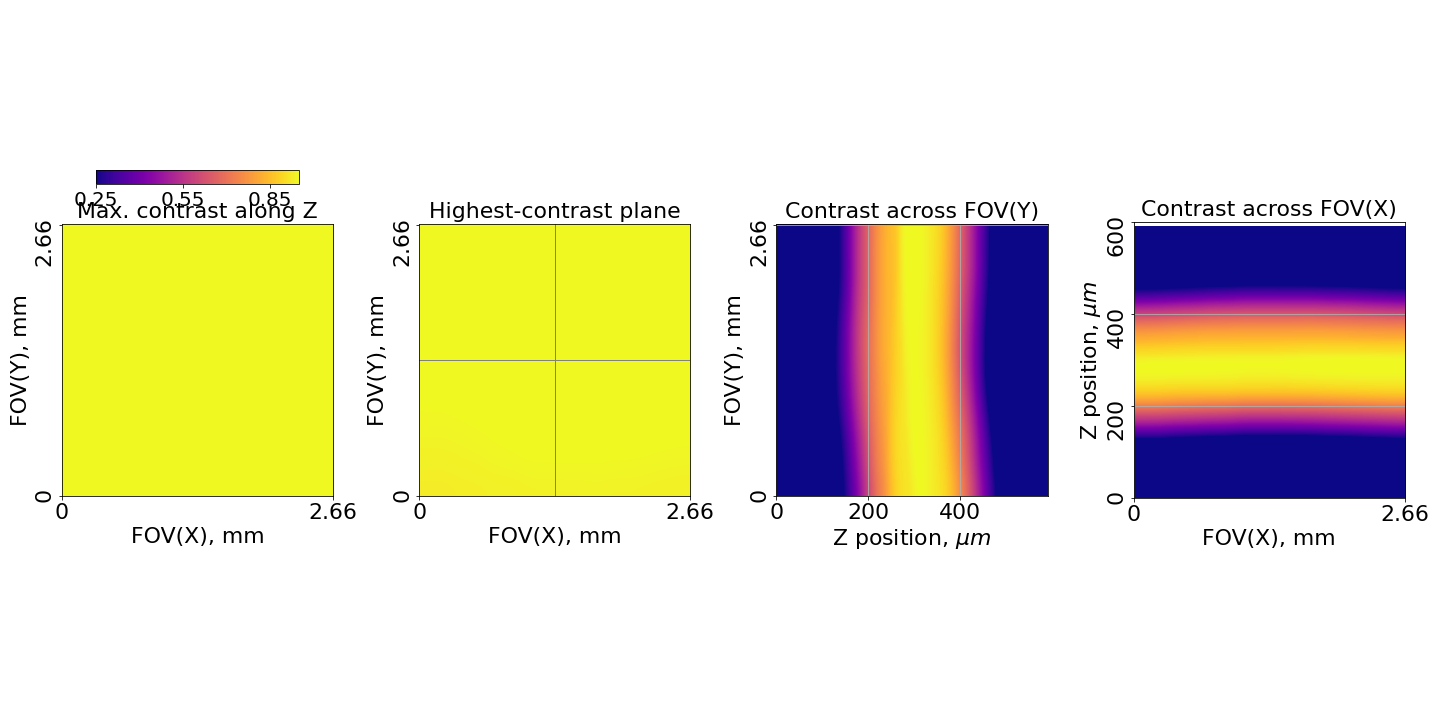 0.25 0.55 0.85
Max. contrast along Z
2.66
FOV(Y), mm
0
0 2.66
FOV(X), mm
Highest-contrast plane
2.66
FOV(Y), mm
0
0 2.66
FOV(X), mm
Contrast across FOV(Y)
2.66
FOV(Y), mm
0
0 200 400
Z position, μm
Contrast across FOV(X)
600
400
200
0
Z position, μm
0 2.66
FOV(X), mm